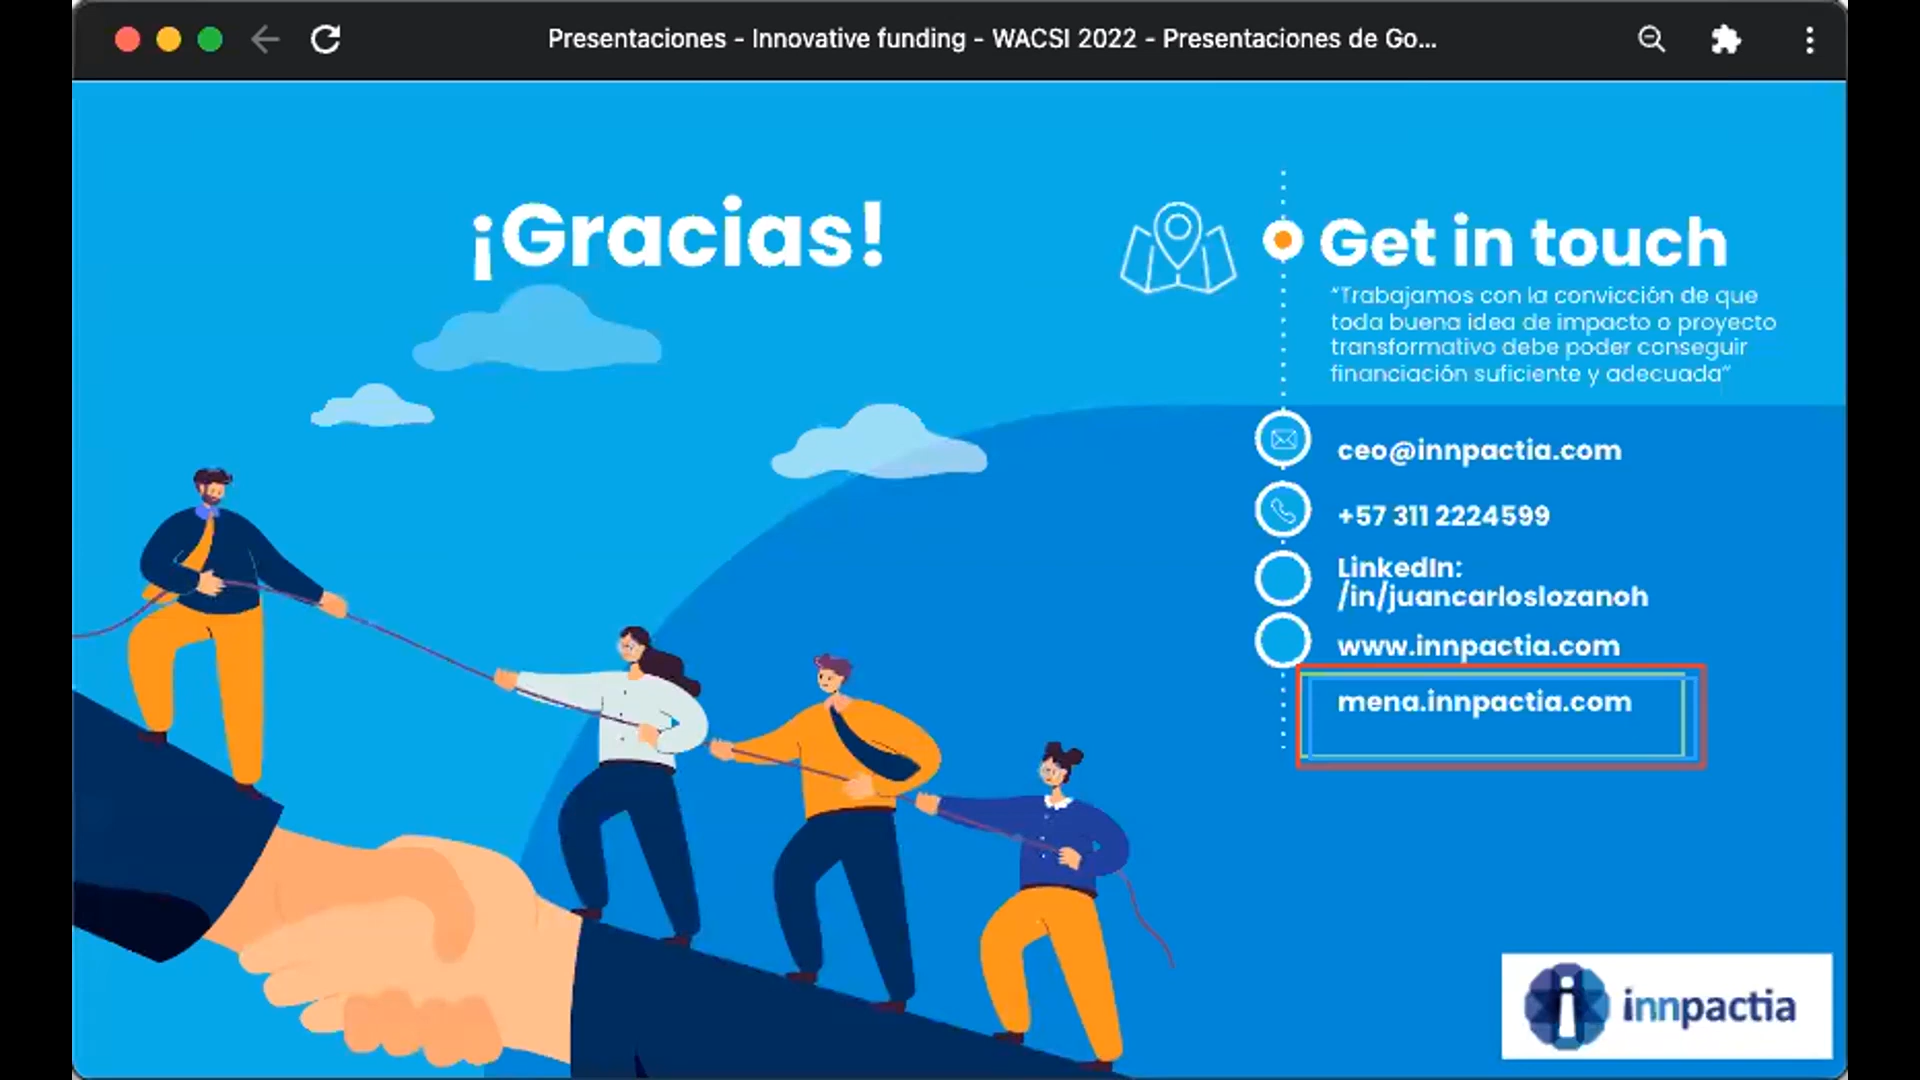 Presentaciones - Innovative funding - WACSI 2022 - Presentaciones de Go...
¡Gracias!
Get in touch
“Trabajamos con la convicción de que
toda buena idea de impacto o proyecto
transformativo debe poder conseguir
financiación suficiente y adecuada”
ceo@innpactia.com
+57 311 2224599
LinkedIn:
/in/juancarloslozanoh
www.innpactia.com
mena.innpactia.com
innpactia